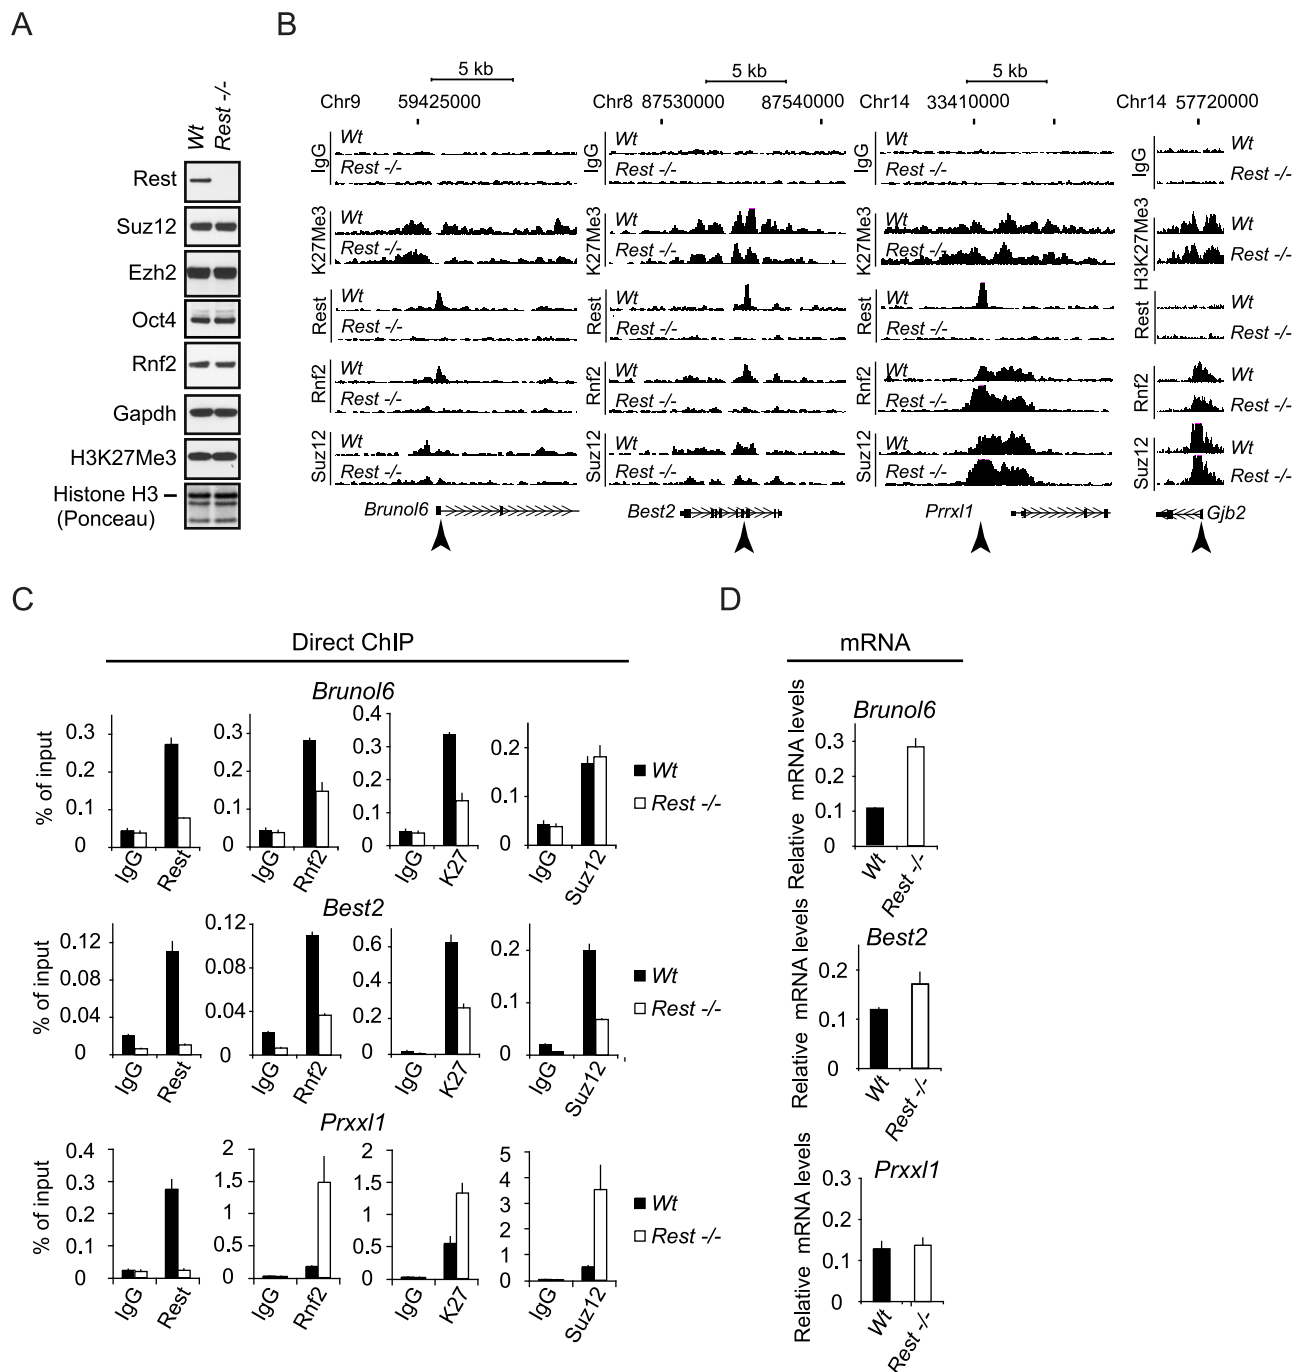 A
Wt
Rest -/-
Rest
Suz12
Ezh2
Oct4
Rnf2
Gapdh
H3K27Me3
Histone H3
(Ponceau)
B
5 kb
Chr9
59425000
IgG
Wt
Rest -/-
K27Me3
Wt
Rest -/-
Rest
Wt
Rest -/-
Rnf2
Wt
Rest -/-
Suz12
Wt
Rest -/-
Brunol6
5 kb
Chr8 87530000
87540000
IgG
K27Me3
Rest
Rnf2
Suz12
Wt
Rest -/-
Wt
Rest -/-
Wt
Rest -/-
Wt
Rest -/-
Wt
Rest -/-
Best2
5 kb
Chr14 33410000
IgG
K27Me3
Rest
Rnf2
Suz12
Wt
Rest -/-
Wt
Rest -/-
Wt
Rest -/-
Wt
Rest -/-
Wt
Rest -/-
Prrxl1
Chr14 57720000
IgG
H3K27Me3
Rest
Rnf2
Suz12
Wt
Rest -/-
Wt
Rest -/-
Wt
Rest -/-
Wt
Rest -/-
Wt
Rest -/-
Gjb2
C
Direct ChIP
Brunol6
% of input
0.3
0.2
0.1
0
IgG
Rest
0.3
0.2
0.1
0
IgG
Rnf2
0.4
0.3
0.2
0.1
0
IgG
K27
0.2
0.1
0
IgG
Suz12
Wt
Rest -/-
Best2
% of input
0.12
0.08
0.04
0
IgG
Rest
0.12
0.08
0.04
0
IgG
Rnf2
0.6
0.4
0.2
0
IgG
K27
0.2
0.1
0
IgG
Suz12
Wt
Rest -/-
Prxxl1
% of input
0.4
0.3
0.2
0.1
0
IgG
Rest
2
1.5
1
0.5
0
IgG
Rnf2
2
1.5
1
0.5
0
IgG
K27
5
4
3
2
1
0
IgG
Suz12
Wt
Rest -/-
D
mRNA
Brunol6
Relative mRNA levels
0.3
0.2
0.1
0
Wt
Rest -/-
Best2
Relative mRNA levels
0.2
0.1
0
Wt
Rest -/-
Prxxl1
Relative mRNA levels
0.3
0.2
0.1
0
Wt
Rest -/-